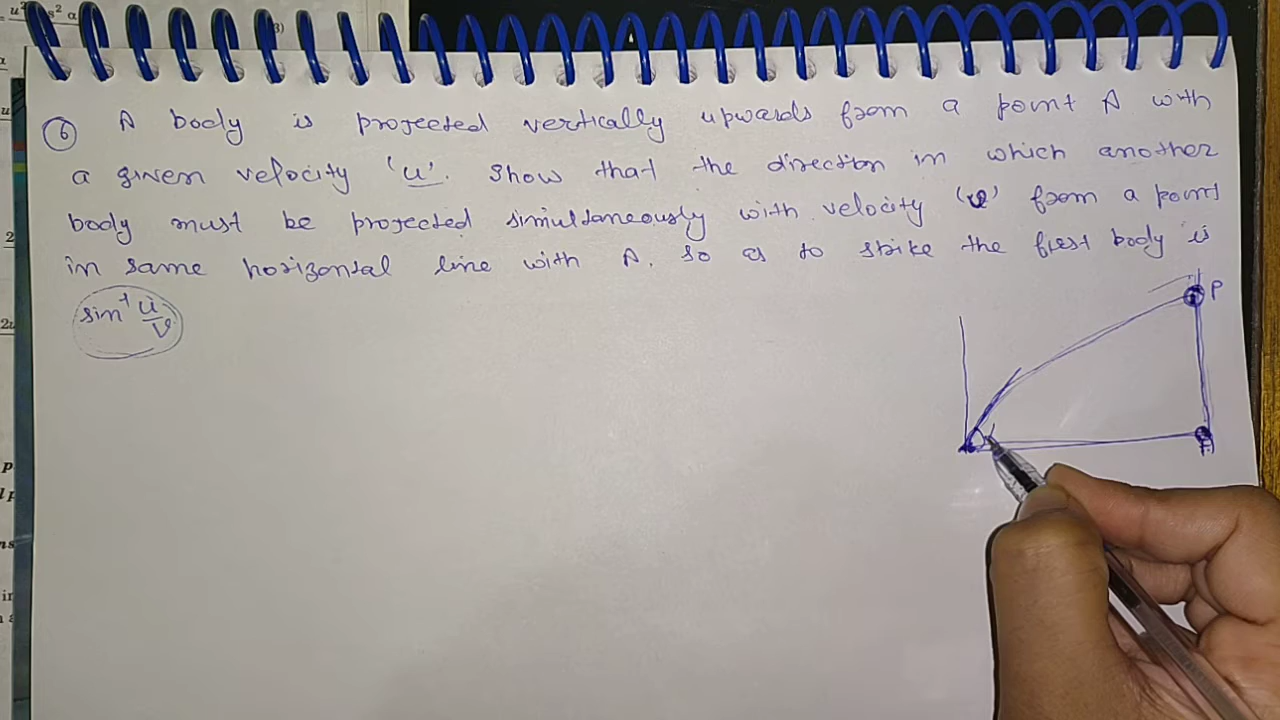 ⑥ A body is projected vertically upwards from a point A with
a given velocity 'u'. Show that the direction in which another
body must be projected simultaneously with velocity 'v' from a point
in same horizontal line with A. So as to strike the first body is
sin⁻¹ u/v
P